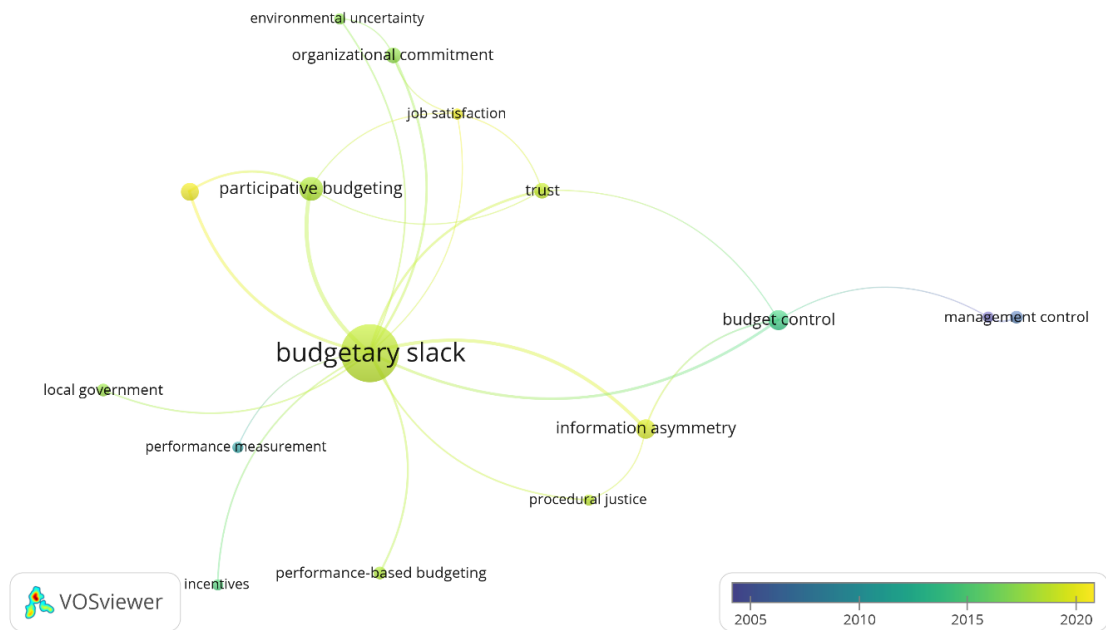 environmental uncertainty
organizational commitment
job satisfaction
participative budgeting
trust
budget control
management control
budgetary slack
local government
information asymmetry
performance measurement
procedural justice
performance-based budgeting
incentives
VOSviewer
2005
2010
2015
2020